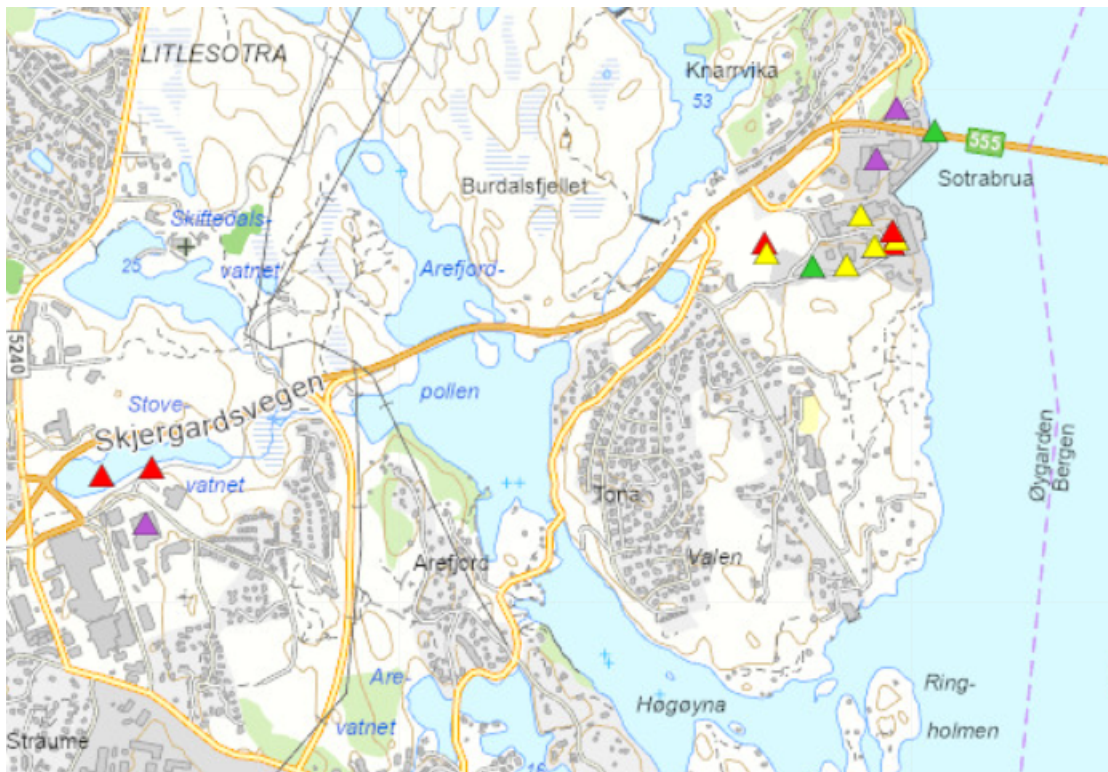 LITLESOTRA
Knarrvika
53
555
Sotrabrua
Burdalsfjellet
Skiftedals-
vatnet
25
Arefjord-
pollen
5240
Skjergardsvegen
Stove-
vatnet
Øygarden
Bergen
Tona
Valen
Arefjord
Are-
vatnet
Høgøyna
Ring-
holmen
Straume
16